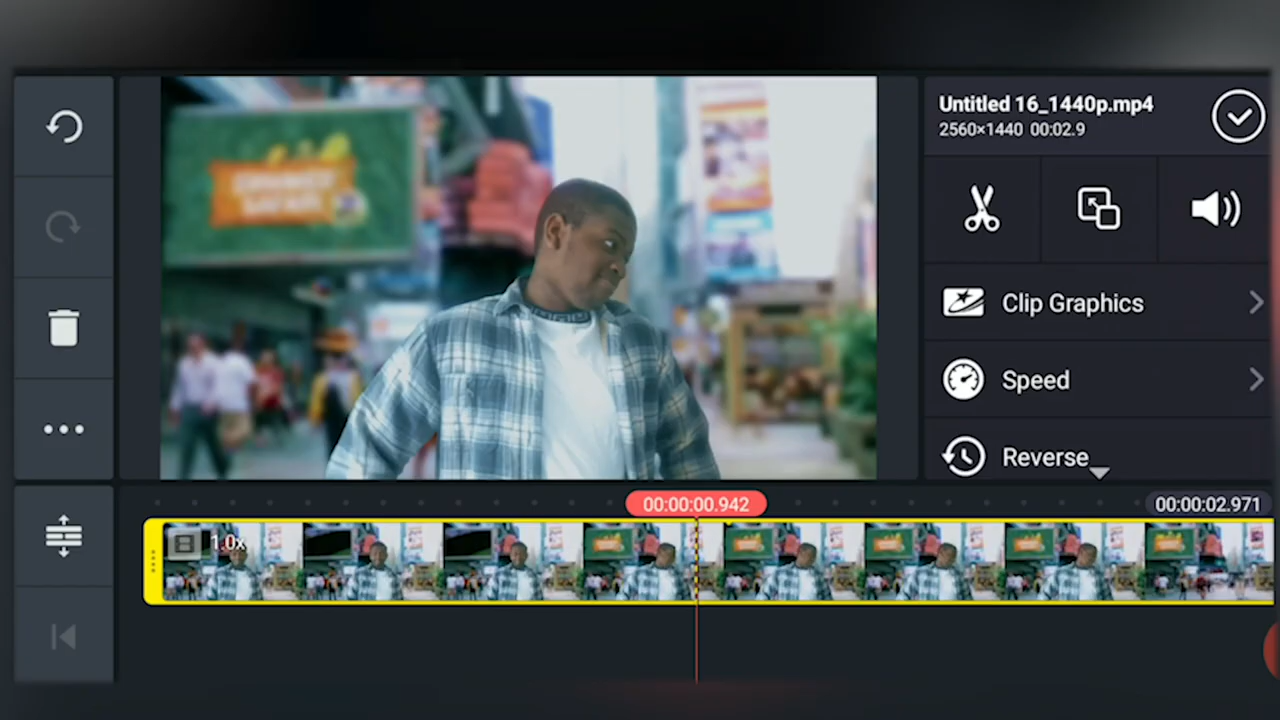 Untitled 16_1440p.mp4
2560×1440 00:02.9
Clip Graphics
Speed
Reverse
00:00:00.942
00:00:02.971
1.0x